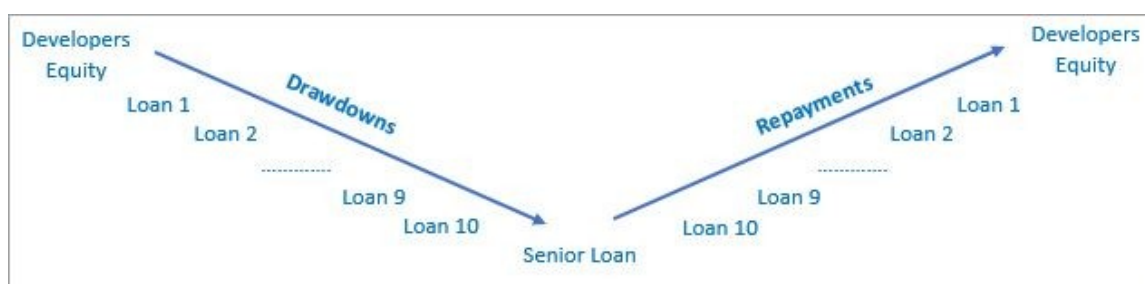 Developers
Equity
Loan 1
Loan 2
Drawdowns
Loan 9
Loan 10
Senior Loan
Repayments
Developers
Equity
Loan 1
Loan 2
Loan 9
Loan 10